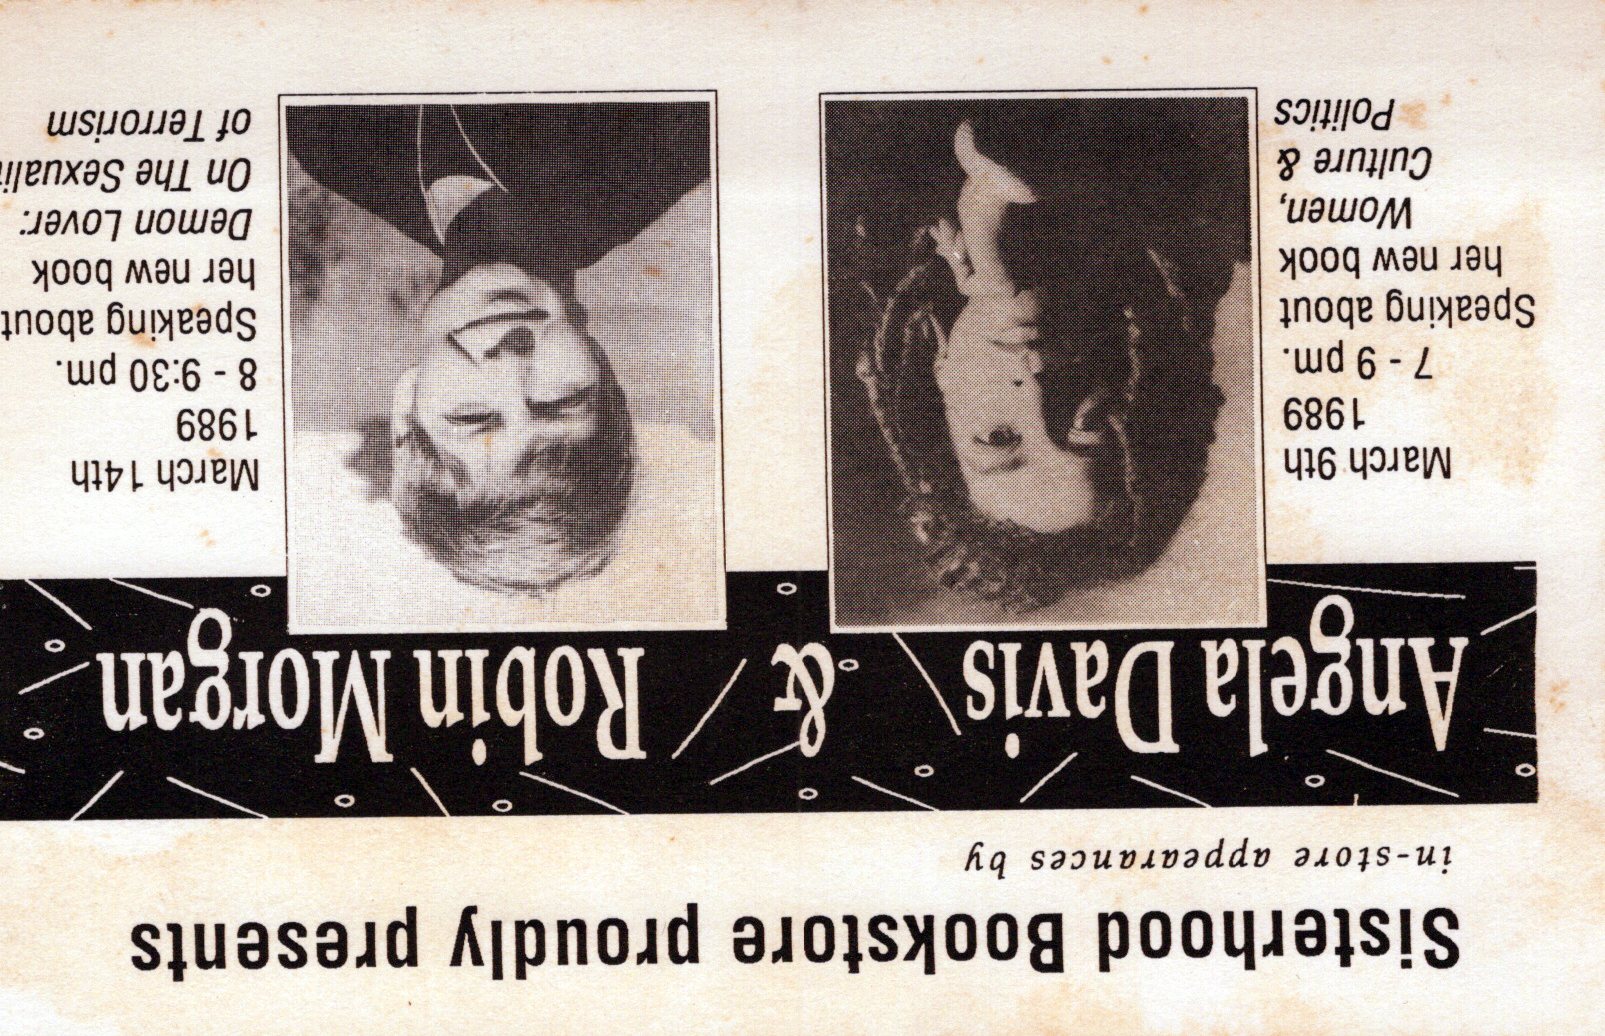 Sisterhood Bookstore proudly presents
in-store appearances by
Angela Davis & Robin Morgan
March 9th
1989
7 - 9 pm.
Speaking about
her new book
Women,
Culture &
Politics
March 14th
1989
8 - 9:30 pm.
Speaking about
her new book
Demon Lover:
On The Sexualit
of Terrorism